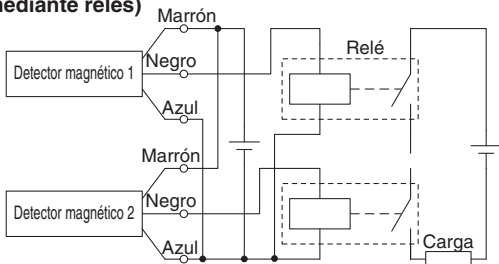 mediante relés)
Marrón
Relé
Negro
Detector magnético 1
Azul
Marrón
Negro
Detector magnético 2
Azul
Carga